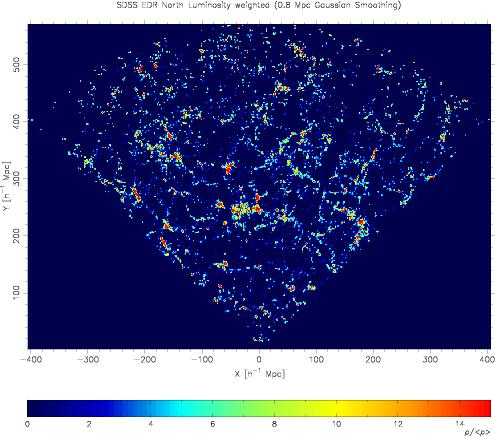 SDSS EDR North Luminosity weighted (0.8 Mpc Gaussian Smoothing)
500
400
300
200
100
Y [h⁻¹ Mpc]
−400 −300 −200 −100 0 100 200 300 400
X [h⁻¹ Mpc]
0 2 4 6 8 10 12 14
ρ/<ρ>